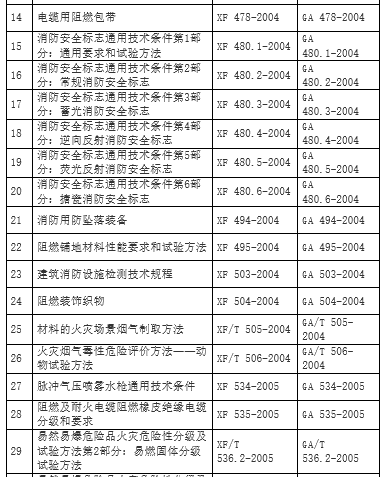 14 电缆用阻燃包带 XF 478-2004 GA 478-2004
15 消防安全标志通用技术条件第1部 XF 480.1-2004 GA
分：通用要求和试验方法 480.1-2004
16 消防安全标志通用技术条件第2部 XF 480.2-2004 GA
分：常规消防安全标志 480.2-2004
17 消防安全标志通用技术条件第3部 XF 480.3-2004 GA
分：蓄光消防安全标志 480.3-2004
18 消防安全标志通用技术条件第4部 XF 480.4-2004 GA
分：逆向反射消防安全标志 480.4-2004
19 消防安全标志通用技术条件第5部 XF 480.5-2004 GA
分：荧光反射消防安全标志 480.5-2004
20 消防安全标志通用技术条件第6部 XF 480.6-2004 GA
分：搪瓷消防安全标志 480.6-2004
21 消防用防坠落装备 XF 494-2004 GA 494-2004
22 阻燃铺地材料性能要求和试验方法 XF 495-2004 GA 495-2004
23 建筑消防设施检测技术规程 XF 503-2004 GA 503-2004
24 阻燃装饰织物 XF 504-2004 GA 504-2004
25 材料的火灾场景烟气制取方法 XF/T 505-2004 GA/T 505-
2004
26 火灾烟气毒性危险评价方法——动 XF/T 506-2004 GA/T 506-
物试验方法 2004
27 脉冲气压喷雾水枪通用技术条件 XF 534-2005 GA 534-2005
28 阻燃及耐火电缆阻燃橡皮绝缘电缆 XF 535-2005 GA 535-2005
分级和要求
29 易燃易爆危险品火灾危险性分级及 XF/T GA/T
试验方法第2部分：易燃固体分级 536.2-2005 536.2-2005
试验方法